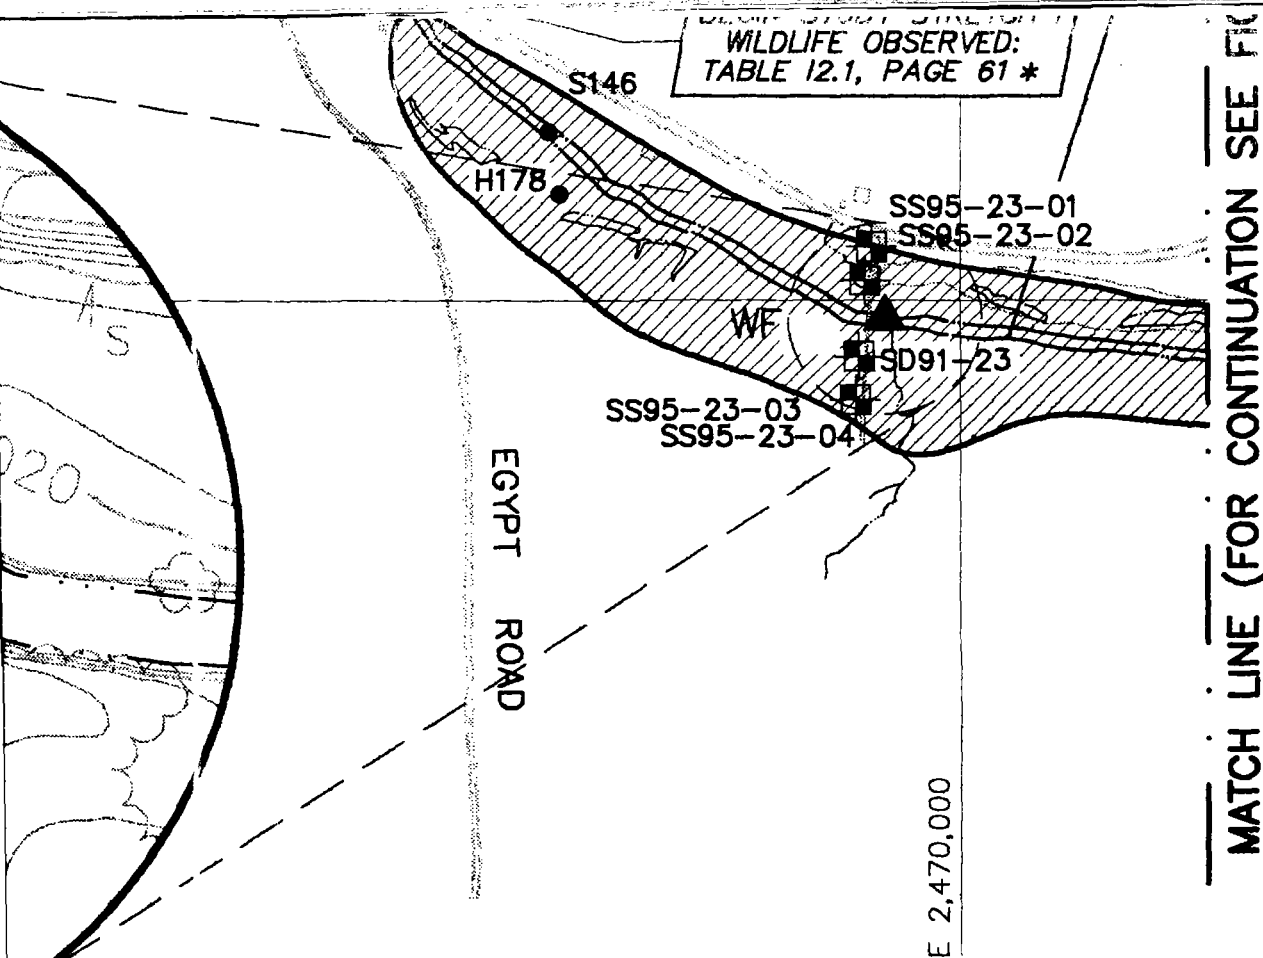 WILDLIFE OBSERVED:
TABLE 12.1, PAGE 61 *
S146
H178
SS95-23-01
SS95-23-02
WF
SD91-23
SS95-23-03
SS95-23-04
A
S
020
EGYPT ROAD
E 2,470,000
MATCH LINE (FOR CONTINUATION SEE